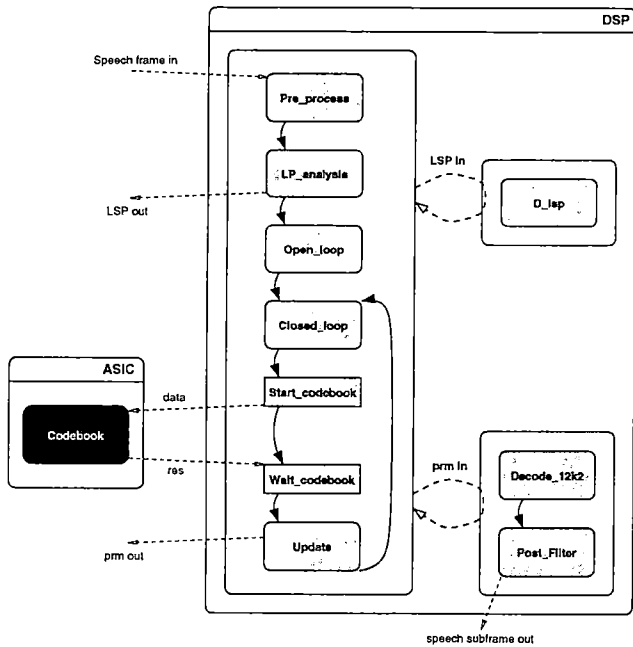 DSP
Speech frame in
Pre_process
LSP in
LP_analysis
D_lsp
LSP out
Open_loop
Closed_loop
ASIC
Start_codebook
data
Codebook
res
prm in
Decode_12k2
Wait_codebook
prm out
Update
Post_Filter
speech subframe out